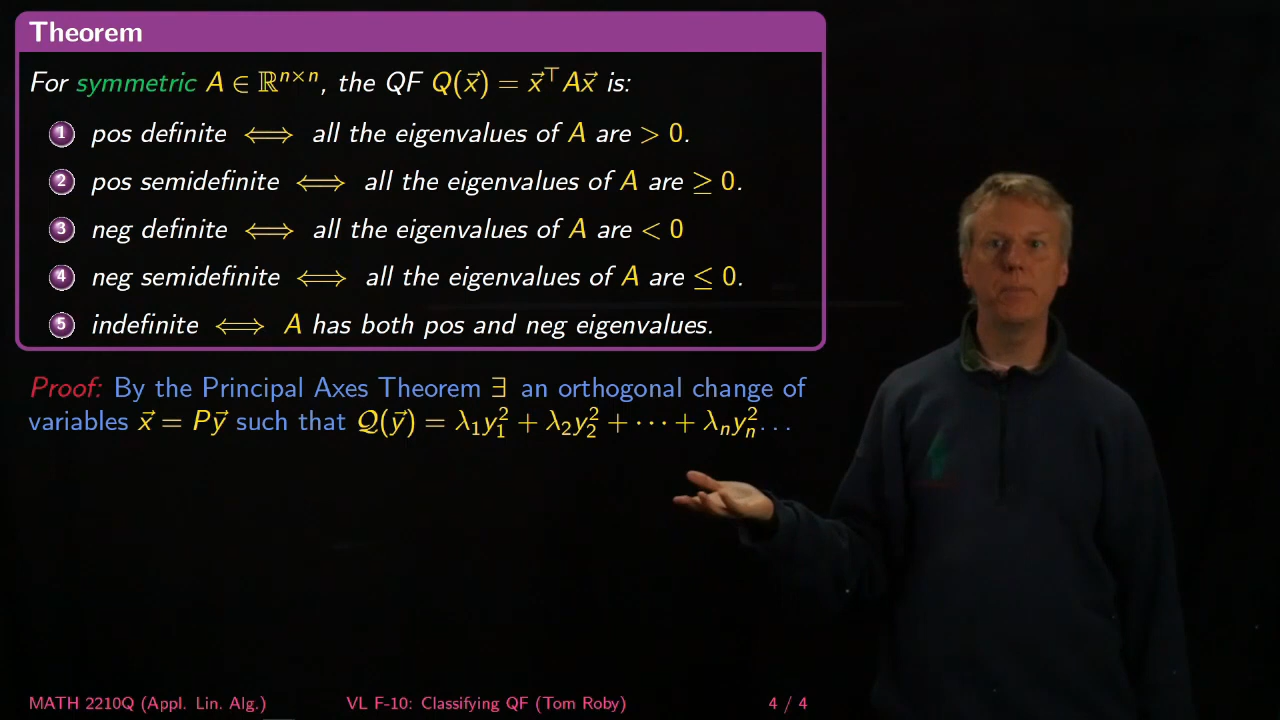 Theorem
For symmetric A ∈ ℝⁿˣⁿ, the QF Q(x⃗) = x⃗ᵀAx⃗ is:
1 pos definite ⟺ all the eigenvalues of A are > 0.
2 pos semidefinite ⟺ all the eigenvalues of A are ≥ 0.
3 neg definite ⟺ all the eigenvalues of A are < 0
4 neg semidefinite ⟺ all the eigenvalues of A are ≤ 0.
5 indefinite ⟺ A has both pos and neg eigenvalues.
Proof: By the Principal Axes Theorem ∃ an orthogonal change of
variables x⃗ = Py⃗ such that 𝒬(y⃗) = λ₁y₁² + λ₂y₂² + ··· + λₙyₙ²...
MATH 2210Q (Appl. Lin. Alg.) VL F-10: Classifying QF (Tom Roby) 4 / 4